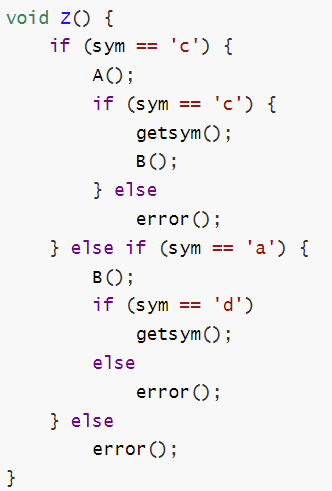 void Z() {
    if (sym == 'c') {
        A();
        if (sym == 'c') {
            getsym();
            B();
        } else
            error();
    } else if (sym == 'a') {
        B();
        if (sym == 'd')
            getsym();
        else
            error();
    } else
        error();
}